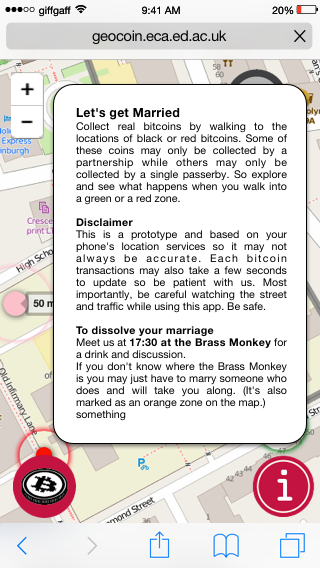 giffgaff
9:41 AM
20%
geocoin.eca.ed.ac.uk
+
−
TT
Let's get Married
Collect real bitcoins by walking to the
locations of black or red bitcoins. Some of
these coins may only be collected by a
partnership while others may only be
collected by a single passerby. So explore
and see what happens when you walk into
a green or a red zone.
Disclaimer
This is a prototype and based on your
phone's location services so it may not
always be accurate. Each bitcoin
transactions may also take a few seconds
to update so be patient with us. Most
importantly, be careful watching the street
and traffic while using this app. Be safe.
To dissolve your marriage
Meet us at 17:30 at the Brass Monkey for
a drink and discussion.
If you don't know where the Brass Monkey
is you may just have to marry someone who
does and will take you along. (It's also
marked as an orange zone on the map.)
something
Express
High Scho
50 m
Old Infirmary Lane
mond Street